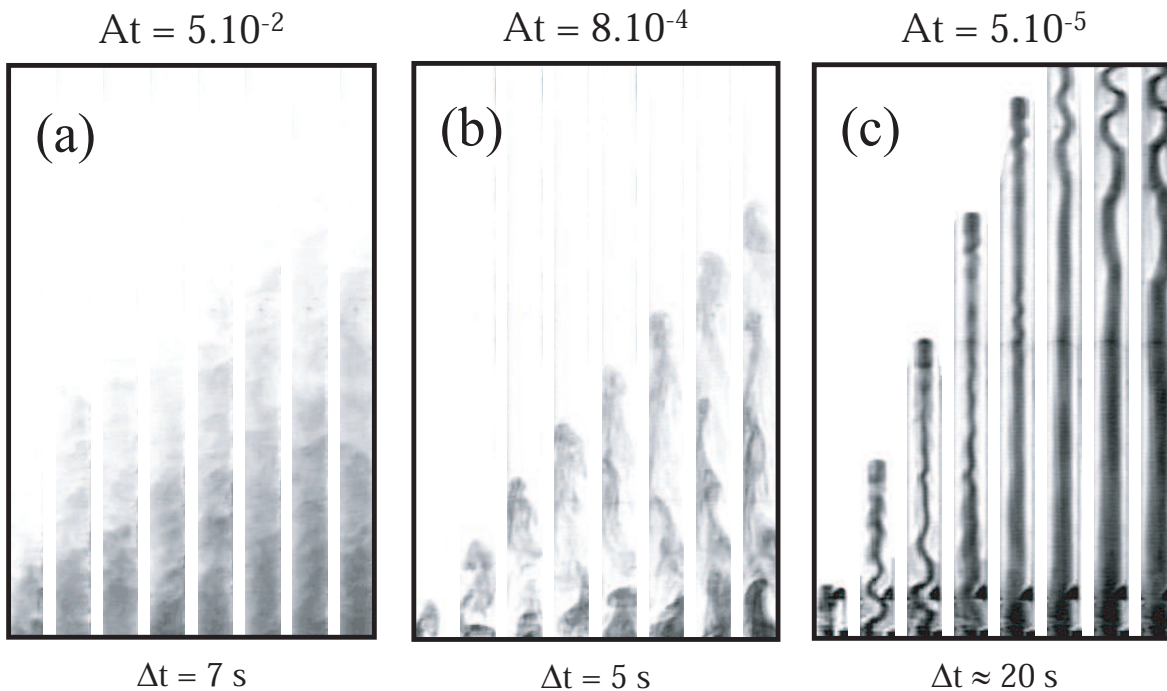 At = 5.10⁻² At = 8.10⁻⁴ At = 5.10⁻⁵
(a) (b) (c)
Δt = 7 s Δt = 5 s Δt ≈ 20 s